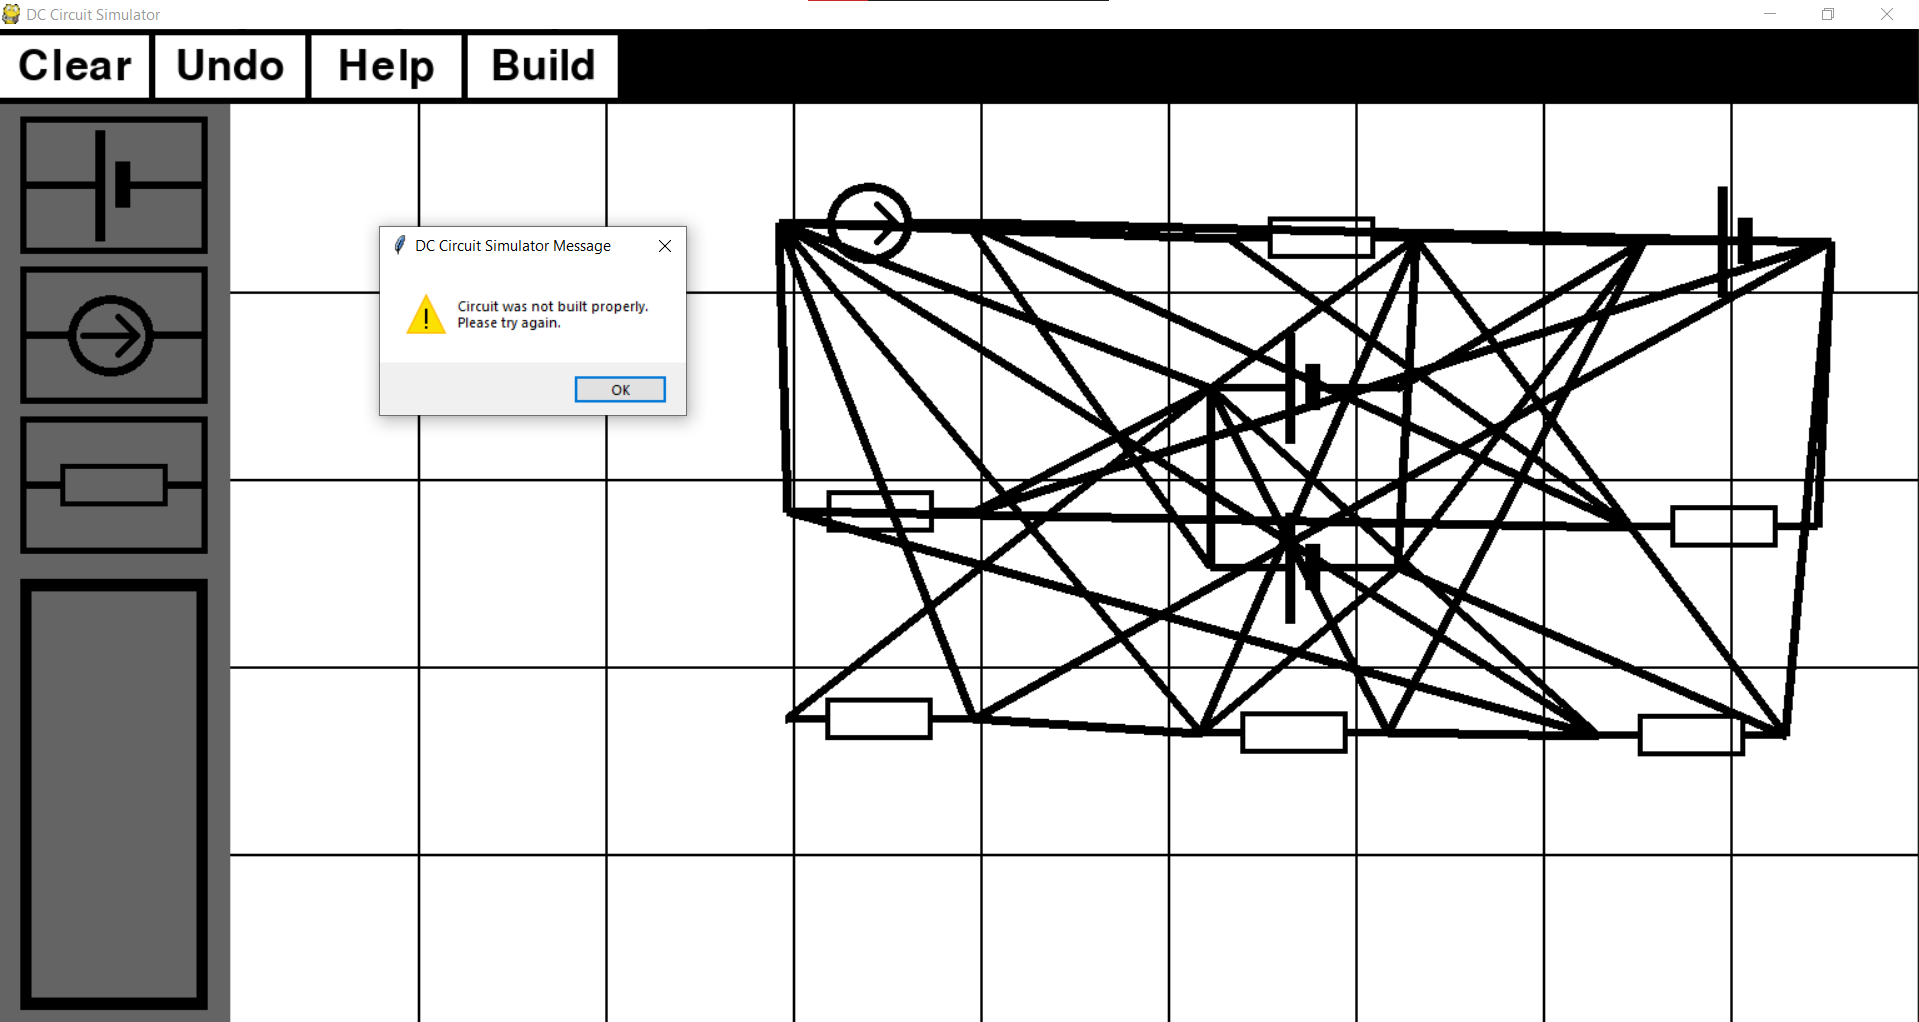 DC Circuit Simulator
Clear Undo Help Build
DC Circuit Simulator Message
Circuit was not built properly.
Please try again.
OK